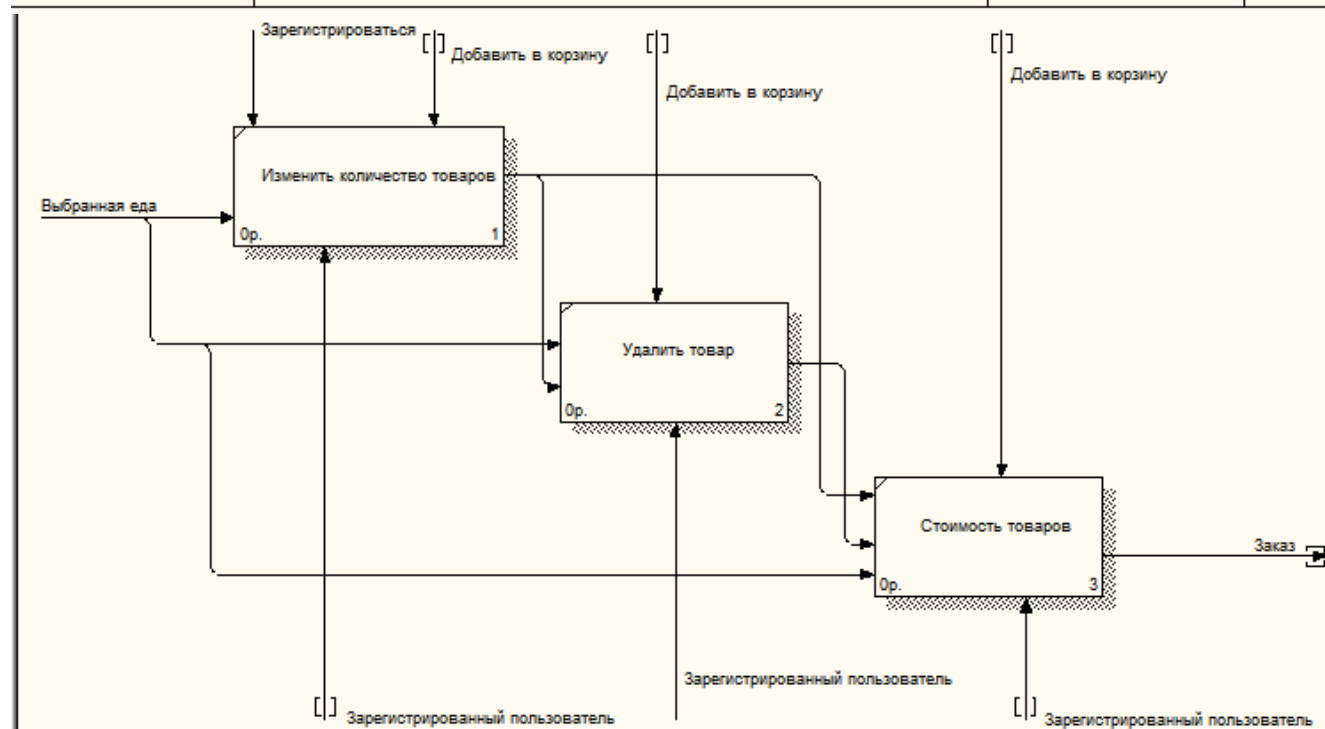 Зарегистрироваться
Добавить в корзину
Добавить в корзину
Добавить в корзину
Изменить количество товаров
0р. 1
Выбранная еда
Удалить товар
0р. 2
Стоимость товаров
0р. 3
Заказ
Зарегистрированный пользователь
Зарегистрированный пользователь
Зарегистрированный пользователь